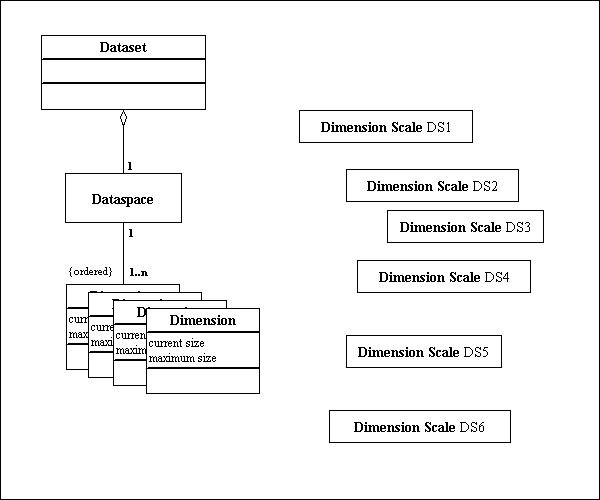 Dataset
1
Dataspace
1
{ordered} 1..n
Dimension
current size
maximum size
Dimension Scale DS1
Dimension Scale DS2
Dimension Scale DS3
Dimension Scale DS4
Dimension Scale DS5
Dimension Scale DS6